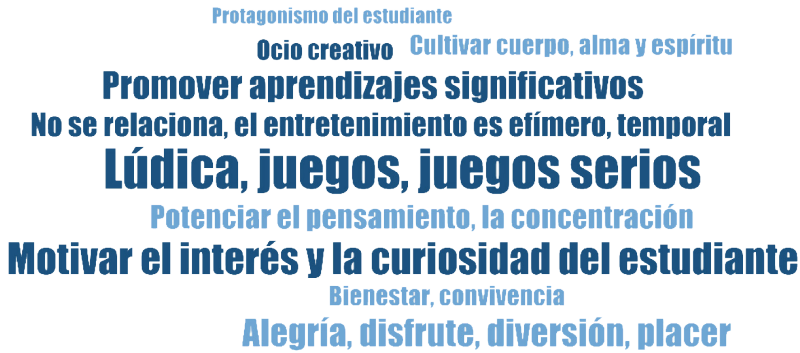 Protagonismo del estudiante
Ocio creativo Cultivar cuerpo, alma y espíritu
Promover aprendizajes significativos
No se relaciona, el entretenimiento es efímero, temporal
Lúdica, juegos, juegos serios
Potenciar el pensamiento, la concentración
Motivar el interés y la curiosidad del estudiante
Bienestar, convivencia
Alegría, disfrute, diversión, placer